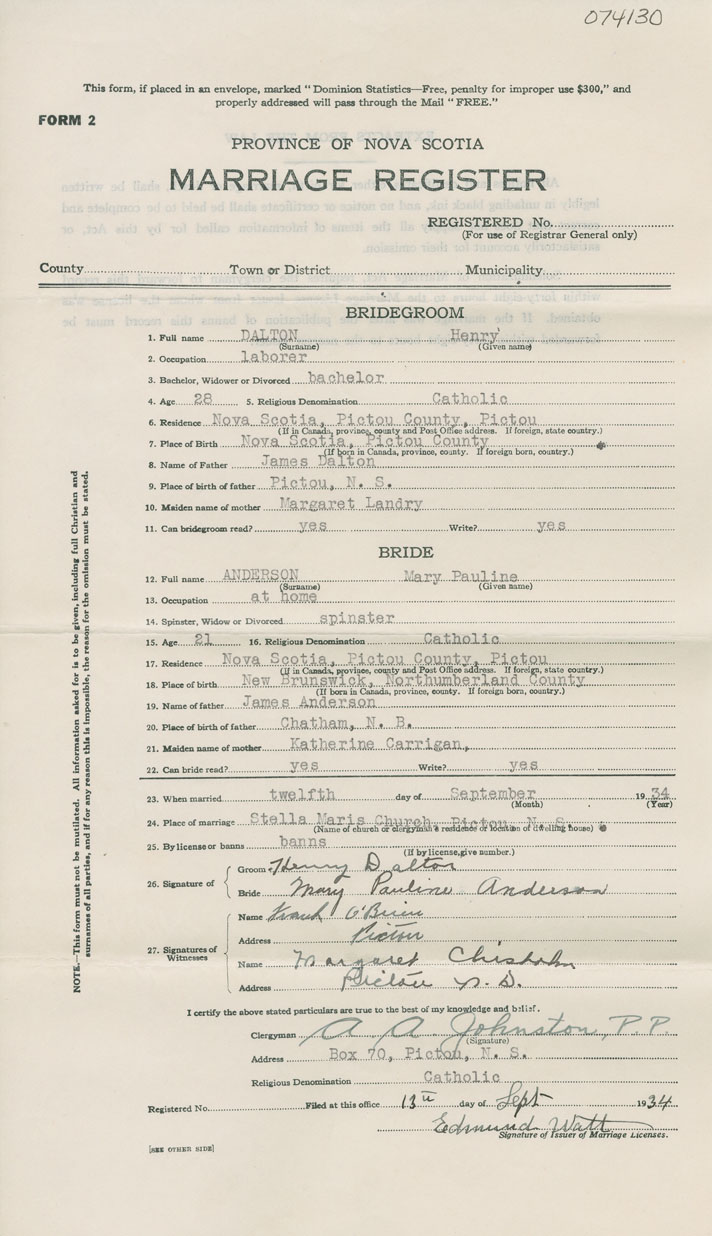 074130
This form, if placed in an envelope, marked "Dominion Statistics—Free, penalty for improper use $300," and
properly addressed will pass through the Mail "FREE."
FORM 2
PROVINCE OF NOVA SCOTIA
MARRIAGE REGISTER
REGISTERED No.
(For use of Registrar General only)
County Town or District Municipality
BRIDEGROOM
1. Full name DALTON Henry
(Surname) (Given name)
2. Occupation laborer
3. Bachelor, Widower or Divorced bachelor
4. Age 28 5. Religious Denomination Catholic
6. Residence Nova Scotia, Pictou County, Pictou
(If in Canada, province, county and Post Office address. If foreign, state country.)
7. Place of Birth Nova Scotia, Pictou County
(If born in Canada, province, county. If foreign born, country.)
8. Name of Father James Dalton
9. Place of birth of father Pictou, N. S.
10. Maiden name of mother Margaret Landry
11. Can bridegroom read? yes Write? yes
BRIDE
12. Full name ANDERSON Mary Pauline
(Surname) (Given name)
13. Occupation at home
14. Spinster, Widow or Divorced spinster
15. Age 21 16. Religious Denomination Catholic
17. Residence Nova Scotia, Pictou County, Pictou
(If in Canada, province, county and Post Office address. If foreign, state country.)
18. Place of birth New Brunswick, Northumberland County
(If born in Canada, province, county. If foreign born, country.)
19. Name of father James Anderson
20. Place of birth of father Chatham, N. B.
21. Maiden name of mother Katherine Carrigan,
22. Can bride read? yes Write? yes
23. When married twelfth day of September 1934
(Month) (Year)
24. Place of marriage Stella Maris Church, Pictou, N. S.
(Name of church or clergyman's residence or location of dwelling house)
25. By license or banns banns
(If by license, give number.)
26. Signature of Groom Henry Dalton
Bride Mary Pauline Anderson
27. Signatures of Witnesses
Name Frank O'Brien
Address Pictou
Name Margaret Chisholm
Address Pictou N.S.
I certify the above stated particulars are true to the best of my knowledge and belief.
Clergyman A A Johnston, P.P.
(Signature)
Address Box 70, Pictou, N. S.
Religious Denomination Catholic
Registered No. Filed at this office 13th day of Sept 1934
Edmund Watt
Signature of Issuer of Marriage Licenses.
[SEE OTHER SIDE]
NOTE.—This form must not be mutilated. All information asked for is to be given, including full Christian and
surnames of all parties, and if for any reason this is impossible, the reason for the omission must be stated.